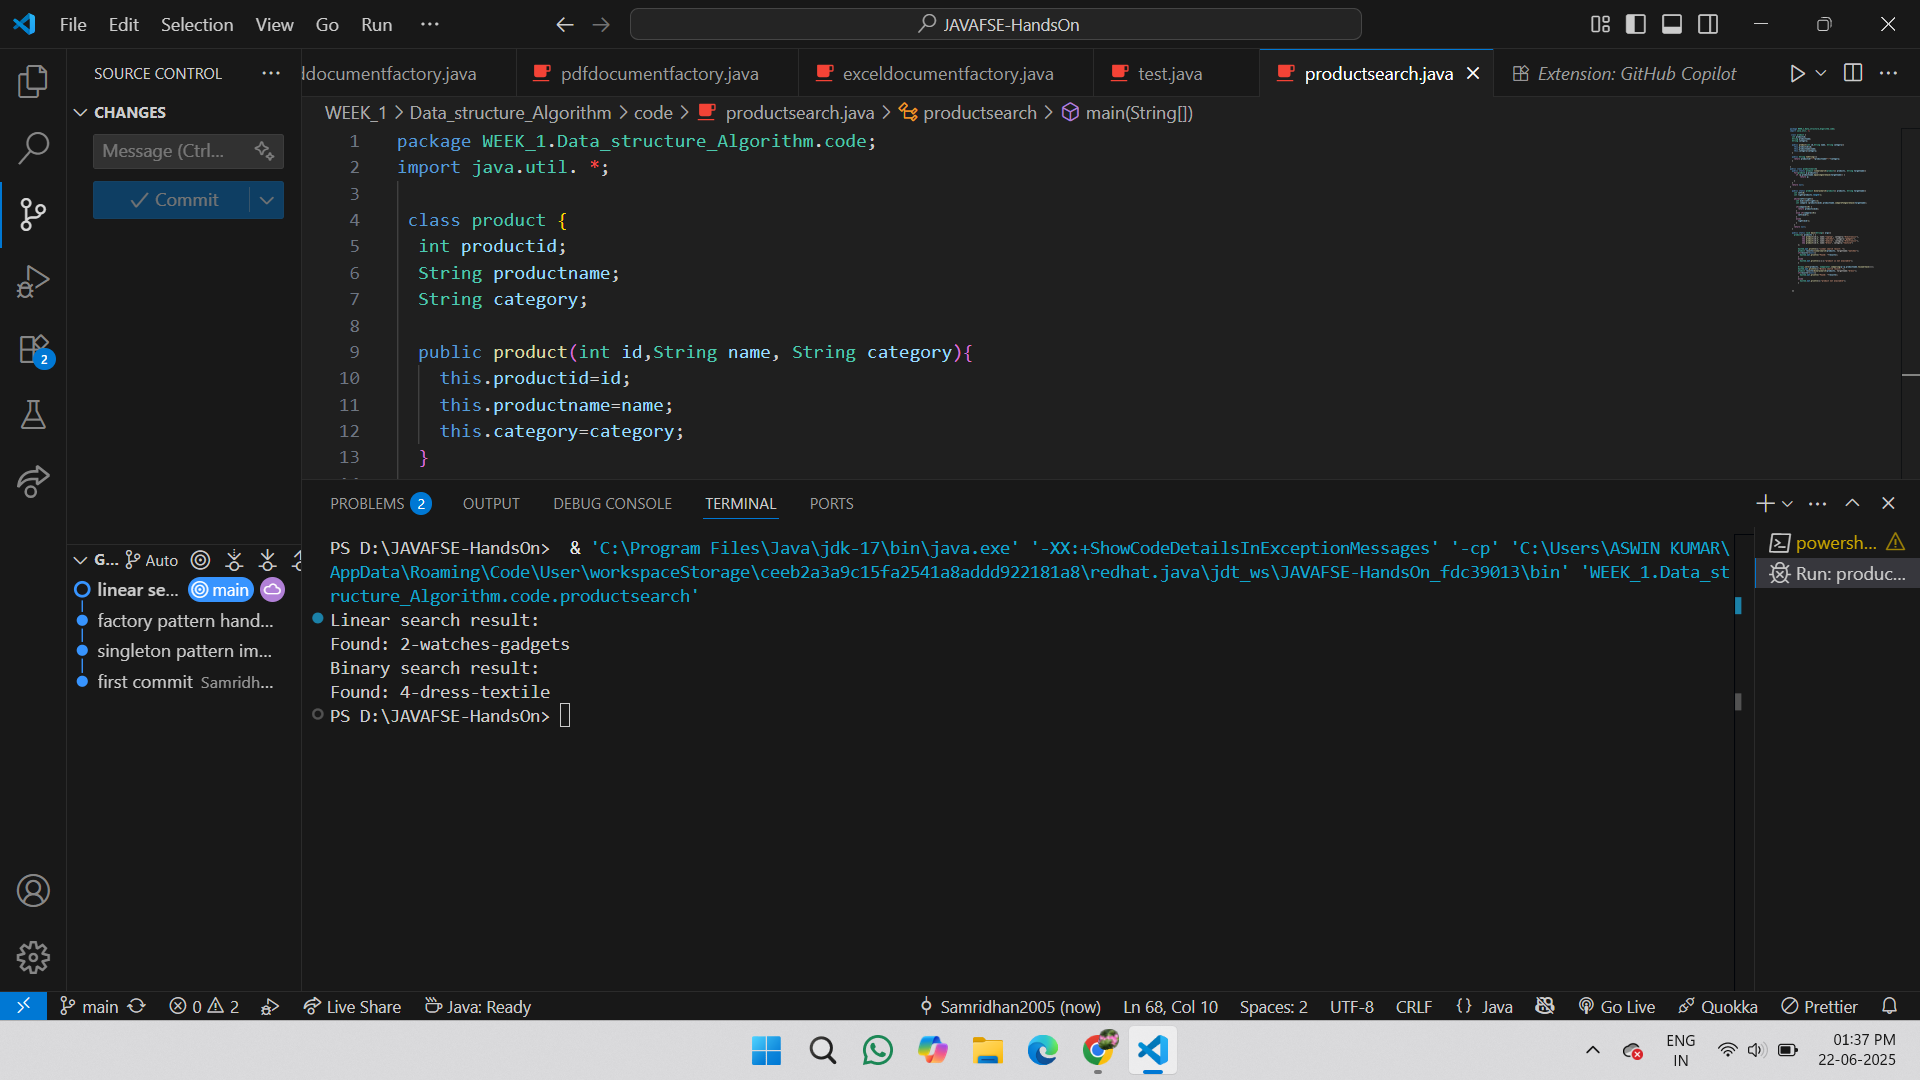 File Edit Selection View Go Run ··· JAVAFSE-HandsOn
SOURCE CONTROL ···
ldocumentfactory.java pdfdocumentfactory.java exceldocumentfactory.java test.java productsearch.java Extension: GitHub Copilot ···
CHANGES
Message (Ctrl...
Commit
2
WEEK_1 > Data_structure_Algorithm > code > productsearch.java > productsearch > main(String[])
1 package WEEK_1.Data_structure_Algorithm.code;
2 import java.util. *;
3
4 class product {
5 int productid;
6 String productname;
7 String category;
8
9 public product(int id,String name, String category){
10 this.productid=id;
11 this.productname=name;
12 this.category=category;
13 }
PROBLEMS 2 OUTPUT DEBUG CONSOLE TERMINAL PORTS
PS D:\JAVAFSE-HandsOn> & 'C:\Program Files\Java\jdk-17\bin\java.exe' '-XX:+ShowCodeDetailsInExceptionMessages' '-cp' 'C:\Users\ASWIN KUMAR\
AppData\Roaming\Code\User\workspaceStorage\ceeb2a3a9c15fa2541a8addd922181a8\redhat.java\jdt_ws\JAVAFSE-HandsOn_fdc39013\bin' 'WEEK_1.Data_st
ructure_Algorithm.code.productsearch'
Linear search result:
Found: 2-watches-gadgets
Binary search result:
Found: 4-dress-textile
PS D:\JAVAFSE-HandsOn>
powersh...
Run: produc...
G... Auto
linear se... main
factory pattern hand...
singleton pattern im...
first commit Samridh...
main 0 2 Live Share Java: Ready Samridhan2005 (now) Ln 68, Col 10 Spaces: 2 UTF-8 CRLF {} Java Go Live Quokka Prettier
ENG
IN
01:37 PM
22-06-2025